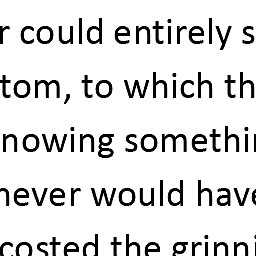 r could entirely s
tom, to which th
nowing somethin
never would have
costed the grinni